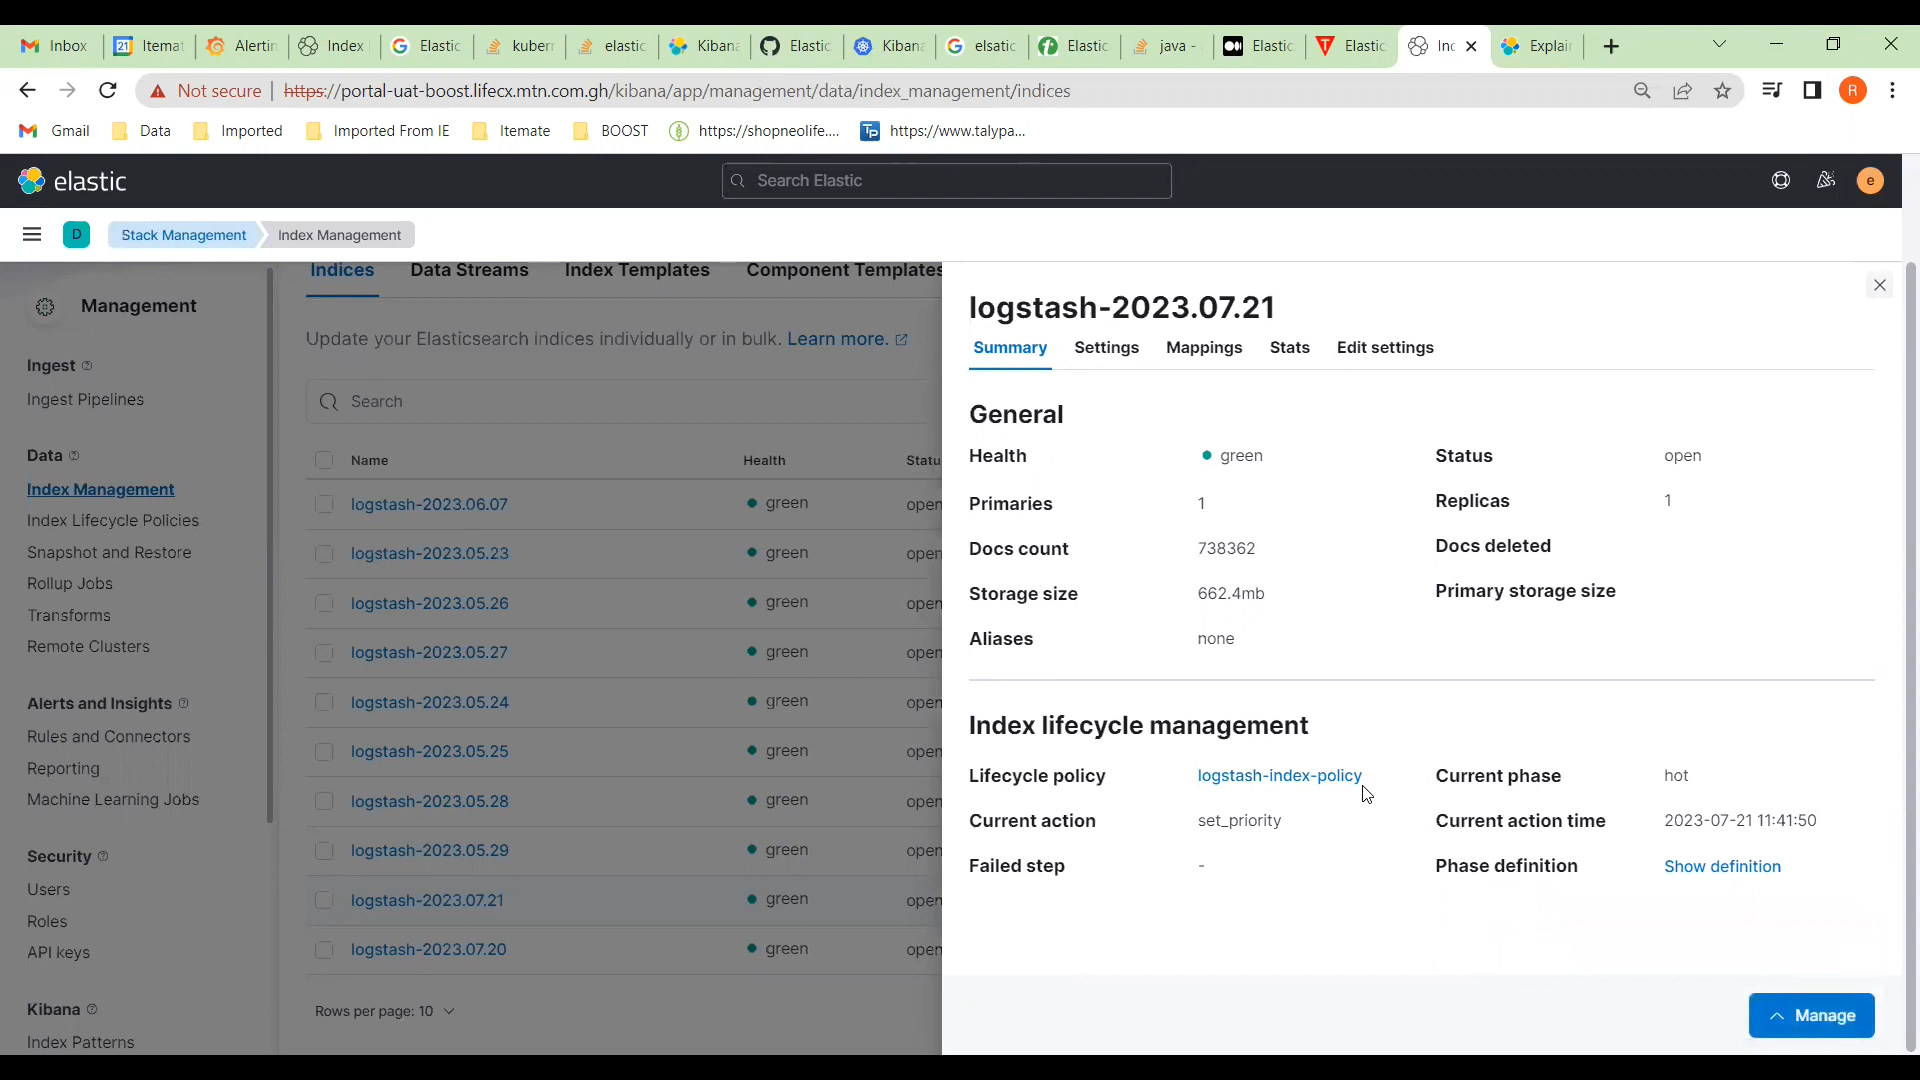 Inbox
Itemat
Alertin
Index
Elastic
kubern
elastic
Kibana
Elastic
Kibana
elsatic
Elastic
java -
Elastic
Elastic
Inc
Explai
Not secure
https://portal-uat-boost.lifecx.mtn.com.gh/kibana/app/management/data/index_management/indices
R
Gmail
Data
Imported
Imported From IE
Itemate
BOOST
https://shopneolife....
https://www.talypa...
elastic
Search Elastic
e
D
Stack Management
Index Management
Management
Ingest
Ingest Pipelines
Data
Index Management
Index Lifecycle Policies
Snapshot and Restore
Rollup Jobs
Transforms
Remote Clusters
Alerts and Insights
Rules and Connectors
Reporting
Machine Learning Jobs
Security
Users
Roles
API keys
Kibana
Index Patterns
Indices Data Streams Index Templates Component Templates
Update your Elasticsearch indices individually or in bulk. Learn more.
Search
Name Health Statu
logstash-2023.06.07 green open
logstash-2023.05.23 green open
logstash-2023.05.26 green open
logstash-2023.05.27 green open
logstash-2023.05.24 green open
logstash-2023.05.25 green open
logstash-2023.05.28 green open
logstash-2023.05.29 green open
logstash-2023.07.21 green open
logstash-2023.07.20 green open
Rows per page: 10
logstash-2023.07.21
Summary Settings Mappings Stats Edit settings
General
Health green Status open
Primaries 1 Replicas 1
Docs count 738362 Docs deleted
Storage size 662.4mb Primary storage size
Aliases none
Index lifecycle management
Lifecycle policy logstash-index-policy Current phase hot
Current action set_priority Current action time 2023-07-21 11:41:50
Failed step - Phase definition Show definition
Manage